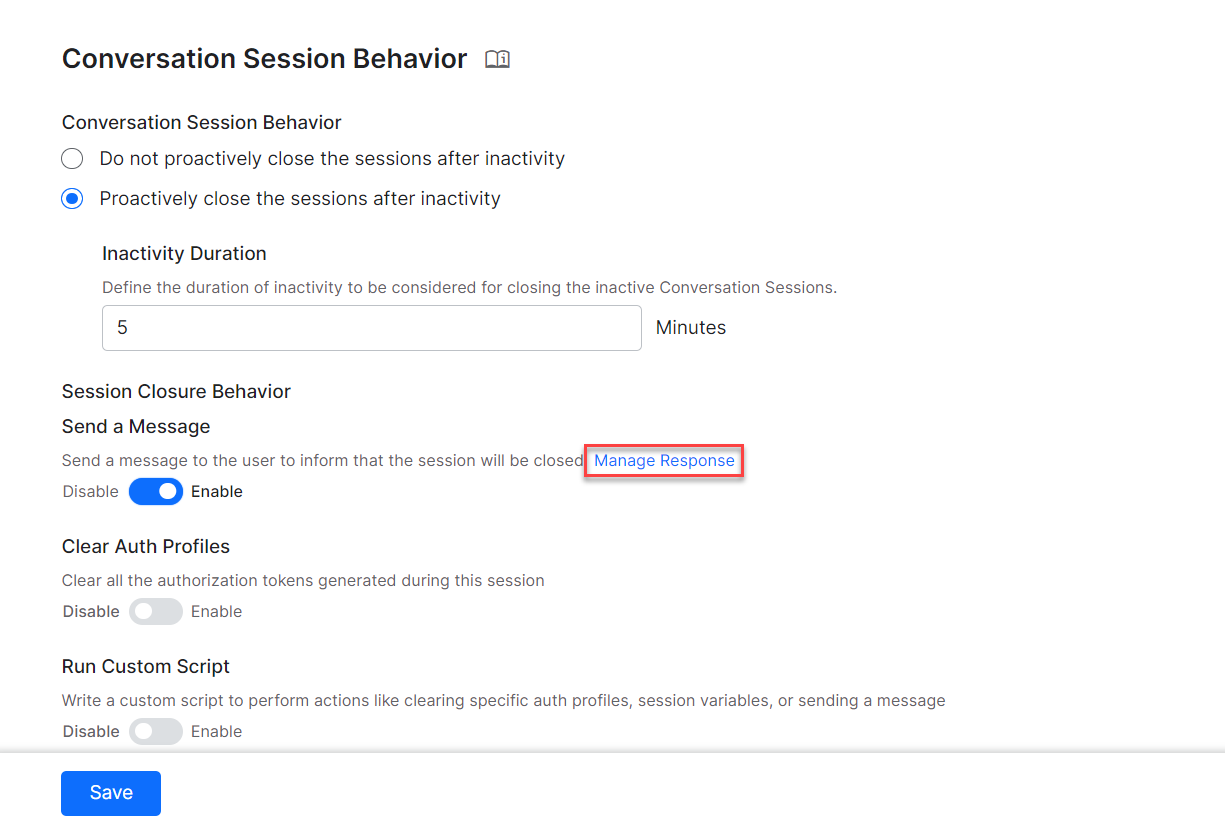 Conversation Session Behavior
Conversation Session Behavior
Do not proactively close the sessions after inactivity
Proactively close the sessions after inactivity
Inactivity Duration
Define the duration of inactivity to be considered for closing the inactive Conversation Sessions.
5 Minutes
Session Closure Behavior
Send a Message
Send a message to the user to inform that the session will be closed Manage Response
Disable Enable
Clear Auth Profiles
Clear all the authorization tokens generated during this session
Disable Enable
Run Custom Script
Write a custom script to perform actions like clearing specific auth profiles, session variables, or sending a message
Disable Enable
Save